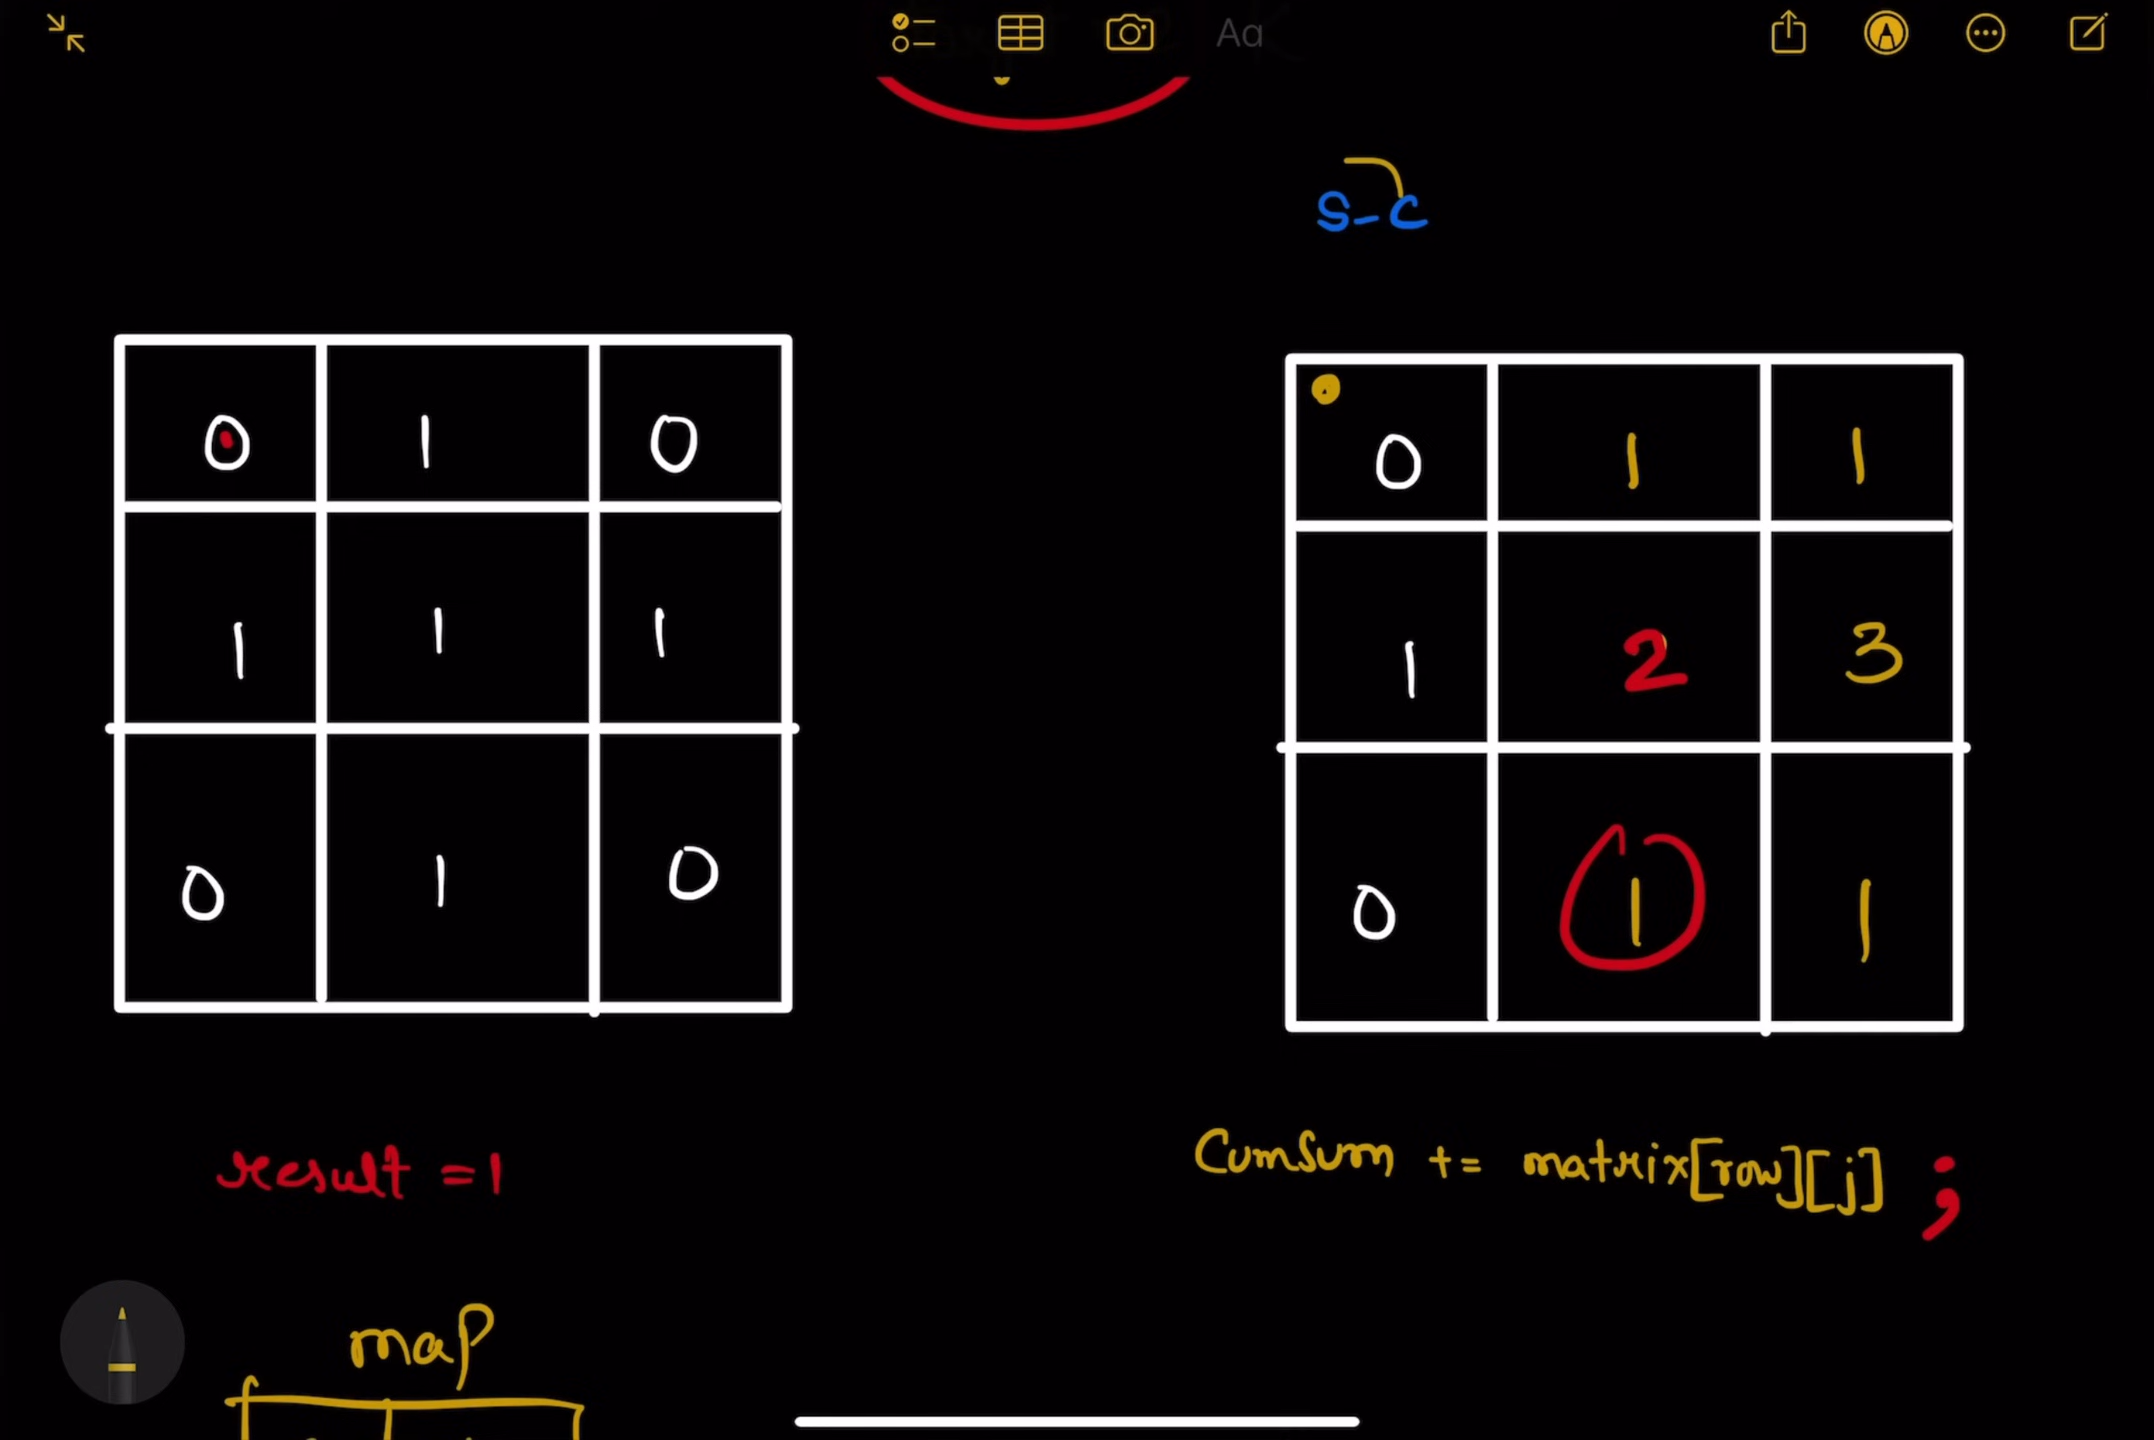 Aa
s-c
0 1 0
1 1 1
0 1 0
0 1 1
1 2 3
0 1 1
result = 1
CumSum += matrix[row][j] ;
map